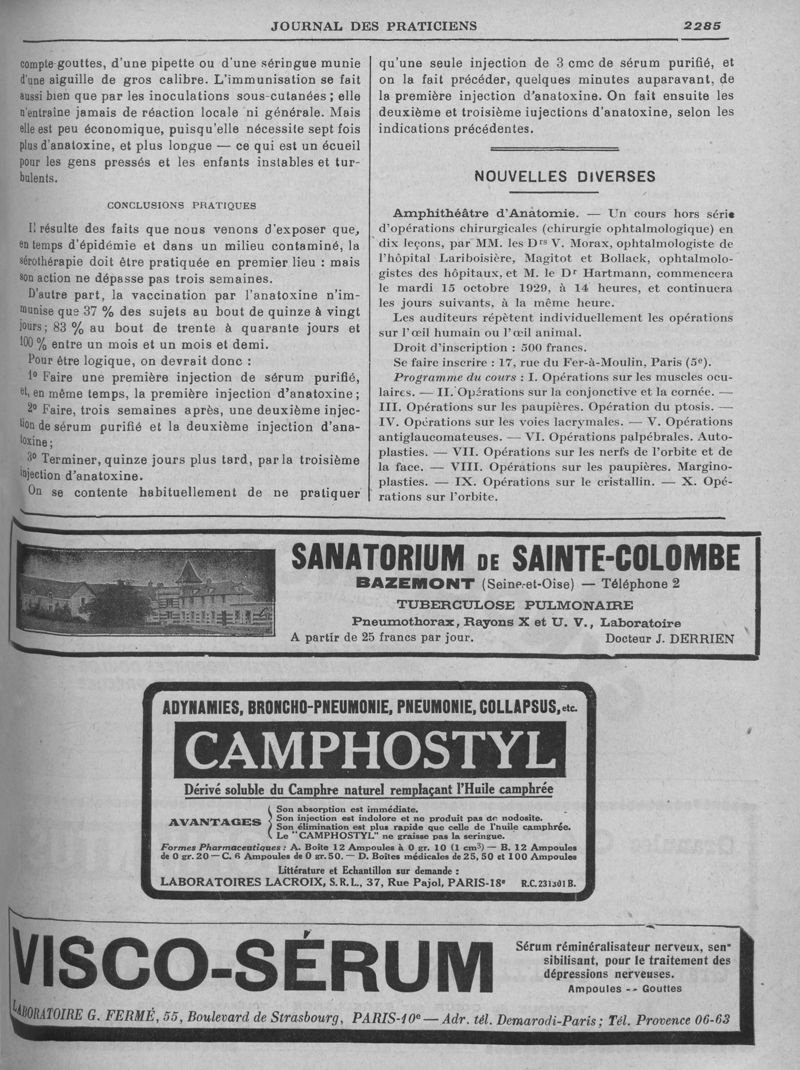 JOURNAL DES PRATICIENS 2285
compte-gouttes, d'une pipette ou d'une séringue munie
d'une aiguille de gros calibre. L'immunisation se fait
aussi bien que par les inoculations sous-cutanées ; elle
n'entraîne jamais de réaction locale ni générale. Mais
elle est peu économique, puisqu'elle nécessite sept fois
plus d'anatoxine, et plus longue — ce qui est un écueil
pour les gens pressés et les enfants instables et tur-
bulents.
CONCLUSIONS PRATIQUES
Il résulte des faits que nous venons d'exposer que,
en temps d'épidémie et dans un milieu contaminé, la
sérothérapie doit être pratiquée en premier lieu : mais
son action ne dépasse pas trois semaines.
D'autre part, la vaccination par l'anatoxine n'im-
munise que 37 % des sujets au bout de quinze à vingt
jours ; 83 % au bout de trente à quarante jours et
100 % entre un mois et un mois et demi.
Pour être logique, on devrait donc :
1º Faire une première injection de sérum purifié,
et, en même temps, la première injection d'anatoxine ;
2º Faire, trois semaines après, une deuxième injec-
tion de sérum purifié et la deuxième injection d'ana-
toxine ;
3º Terminer, quinze jours plus tard, par la troisième
injection d'anatoxine.
On se contente habituellement de ne pratiquer
qu'une seule injection de 3 cmc de sérum purifié, et
on la fait précéder, quelques minutes auparavant, de
la première injection d'anatoxine. On fait ensuite les
deuxième et troisième iujections d'anatoxine, selon les
indications précédentes.
NOUVELLES DIVERSES
Amphithéâtre d'Anatomie. — Un cours hors série
d'opérations chirurgicales (chirurgie ophtalmologique) en
dix leçons, par MM. les Drs V. Morax, ophtalmologiste de
l'hôpital Lariboisière, Magitot et Bollack, ophtalmolo-
gistes des hôpitaux, et M. le Dr Hartmann, commencera
le mardi 15 octobre 1929, à 14 heures, et continuera
les jours suivants, à la même heure.
Les auditeurs répètent individuellement les opérations
sur l'œil humain ou l'œil animal.
Droit d'inscription : 500 francs.
Se faire inscrire : 17, rue du Fer-à-Moulin, Paris (5e).
Programme du cours : I. Opérations sur les muscles ocu-
laires. — II. Opérations sur la conjonctive et la cornée. —
III. Opérations sur les paupières. Opération du ptosis. —
IV. Opérations sur les voies lacrymales. — V. Opérations
antiglaucomateuses. — VI. Opérations palpébrales. Auto-
plasties. — VII. Opérations sur les nerfs de l'orbite et de
la face. — VIII. Opérations sur les paupières. Margino-
plasties. — IX. Opérations sur le cristallin. — X. Opé-
rations sur l'orbite.
SANATORIUM DE SAINTE-COLOMBE
BAZEMONT (Seine-et-Oise) — Téléphone 2
TUBERCULOSE PULMONAIRE
Pneumothorax, Rayons X et U. V., Laboratoire
A partir de 25 francs par jour. Docteur J. DERRIEN
ADYNAMIES, BRONCHO-PNEUMONIE, PNEUMONIE, COLLAPSUS, etc.
CAMPHOSTYL
Dérivé soluble du Camphre naturel remplaçant l'Huile camphrée
AVANTAGES
Son absorption est immédiate.
Son injection est indolore et ne produit pas de nodosite.
Son élimination est plus rapide que celle de l'huile camphrée.
Le "CAMPHOSTYL" ne graisse pas la seringue.
Formes Pharmaceutiques : A. Boîte 12 Ampoules à 0 gr. 10 (1 cm3) — B. 12 Ampoules
de 0 gr. 20 — C. 6 Ampoules de 0 gr. 50. — D. Boîtes médicales de 25, 50 et 100 Ampoules
Littérature et Echantillon sur demande :
LABORATOIRES LACROIX, S.R.L., 37, Rue Pajol, PARIS-18e R.C. 231301 B.
VISCO-SÉRUM
Sérum réminéralisateur nerveux, sen-
sibilisant, pour le traitement des
dépressions nerveuses.
Ampoules -- Gouttes
LABORATOIRE G. FERMÉ, 55, Boulevard de Strasbourg, PARIS-10e — Adr. tél. Demarodi-Paris ; Tél. Provence 06-63